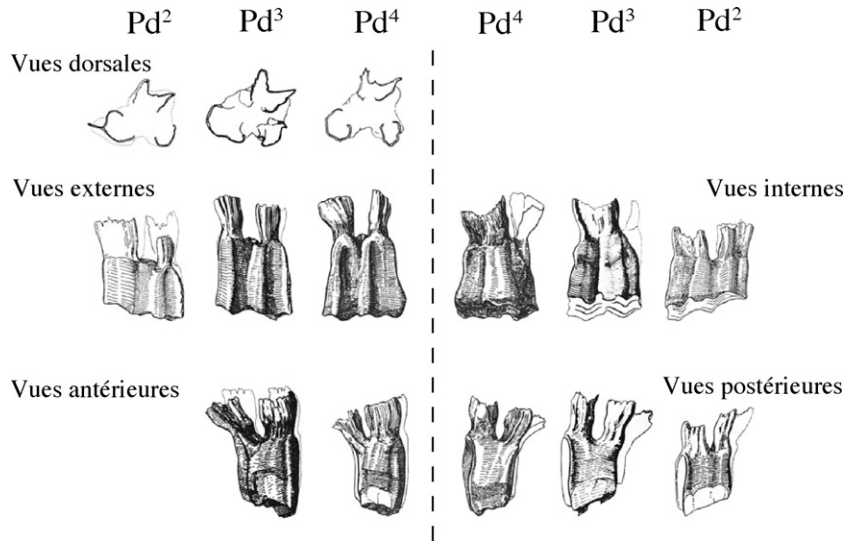 Pd² Pd³ Pd⁴ Pd⁴ Pd³ Pd²
Vues dorsales
Vues externes Vues internes
Vues antérieures Vues postérieures